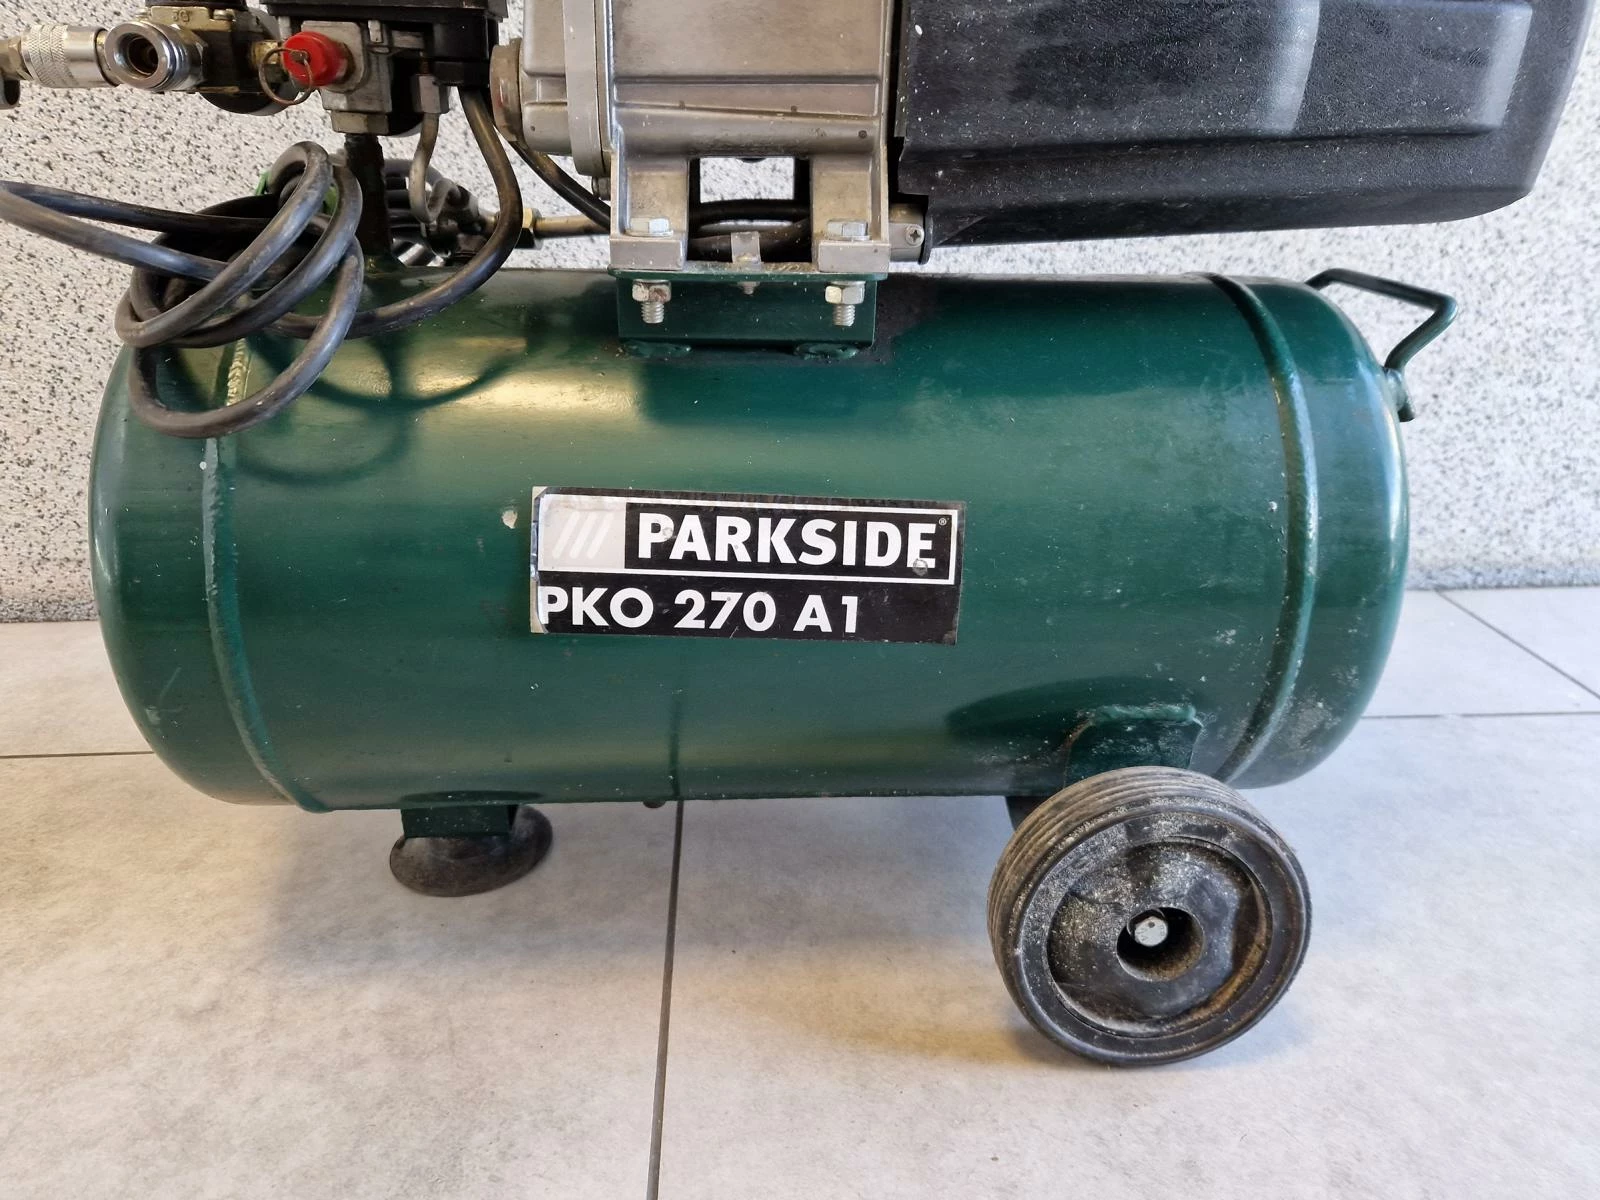 PARKSIDE®
PKO 270 A1